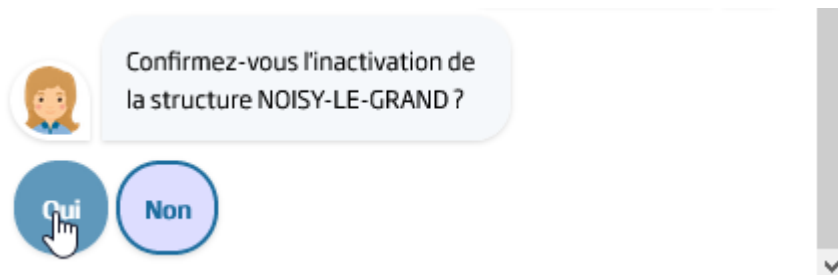 Confirmez-vous l'inactivation de
la structure NOISY-LE-GRAND ?
Oui Non